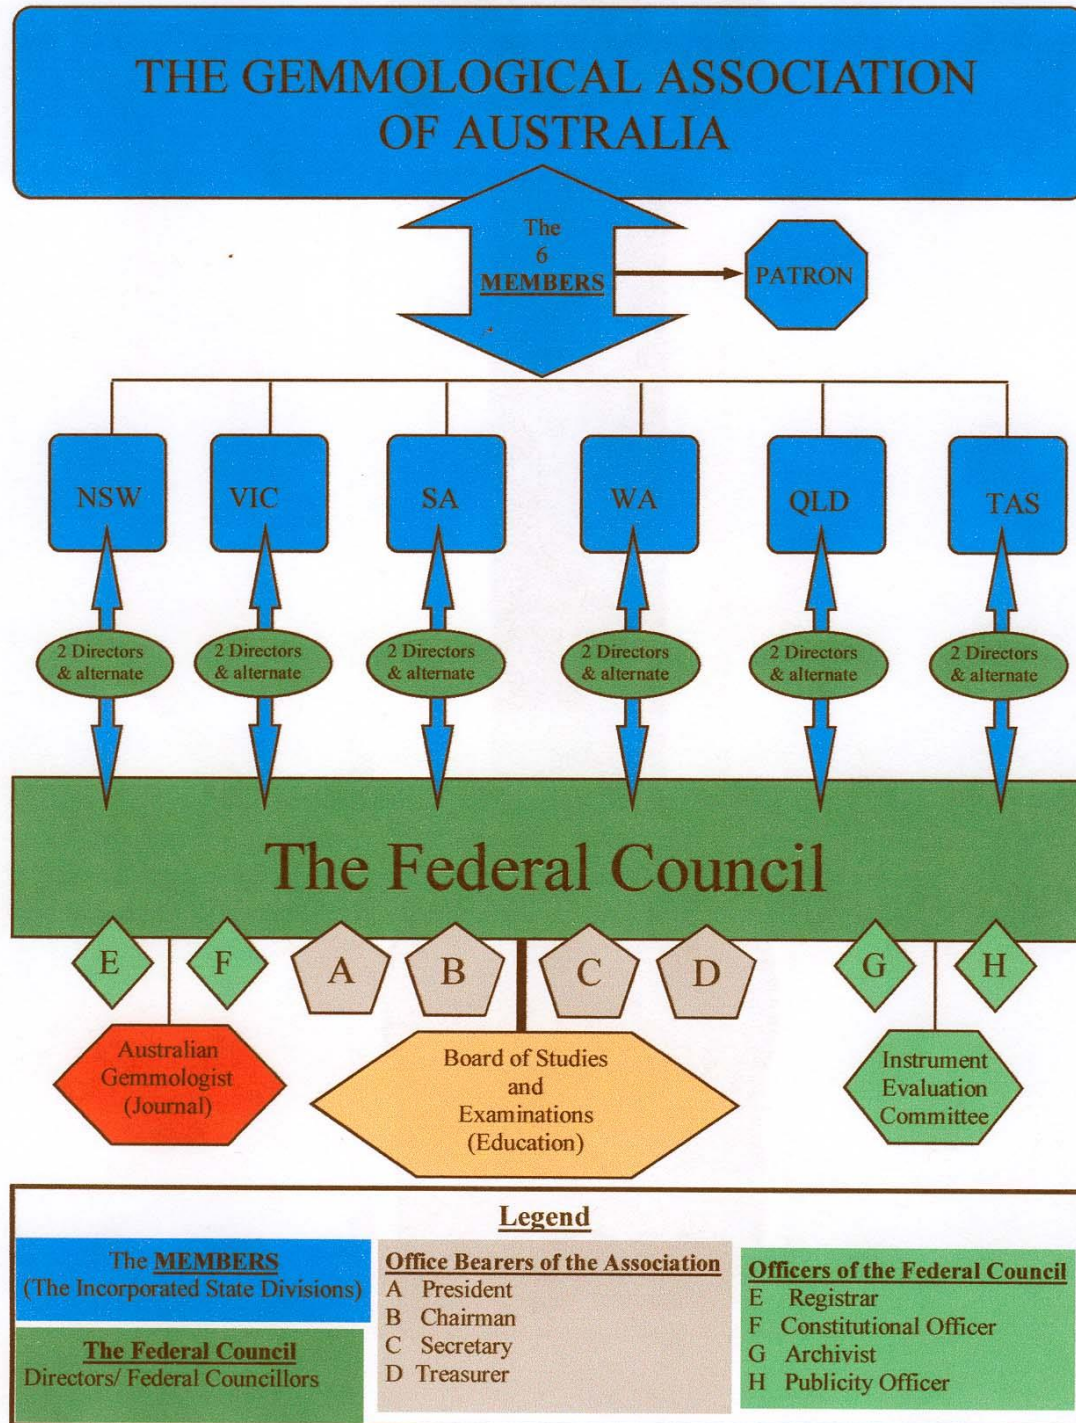 THE GEMMOLOGICAL ASSOCIATION
OF AUSTRALIA
The
6
MEMBERS
PATRON
NSW
VIC
SA
WA
QLD
TAS
2 Directors
& alternate
2 Directors
& alternate
2 Directors
& alternate
2 Directors
& alternate
2 Directors
& alternate
2 Directors
& alternate
The Federal Council
E
F
A
B
C
D
G
H
Australian
Gemmologist
(Journal)
Board of Studies
and
Examinations
(Education)
Instrument
Evaluation
Committee
Legend
The MEMBERS
(The Incorporated State Divisions)
The Federal Council
Directors/ Federal Councillors
Office Bearers of the Association
A President
B Chairman
C Secretary
D Treasurer
Officers of the Federal Council
E Registrar
F Constitutional Officer
G Archivist
H Publicity Officer